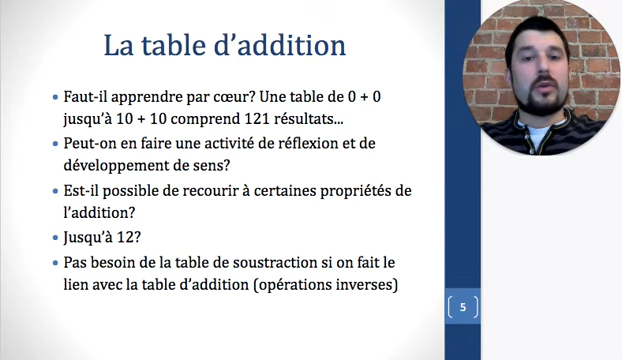 La table d'addition
Faut-il apprendre par cœur? Une table de 0 + 0
jusqu'à 10 + 10 comprend 121 résultats...
Peut-on en faire une activité de réflexion et de
développement de sens?
Est-il possible de recourir à certaines propriétés de
l'addition?
Jusqu'à 12?
Pas besoin de la table de soustraction si on fait le
lien avec la table d'addition (opérations inverses)
5